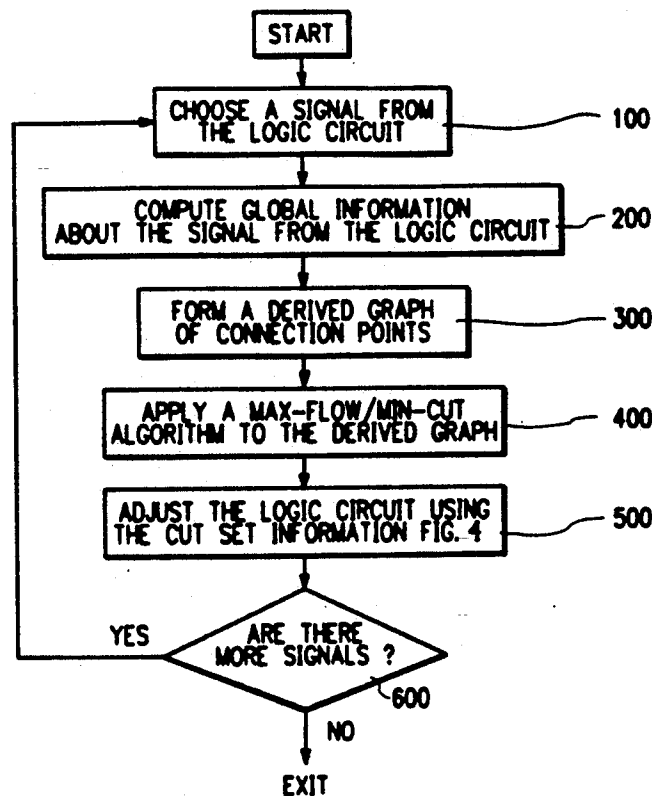 START
CHOOSE A SIGNAL FROM
THE LOGIC CIRCUIT
100
COMPUTE GLOBAL INFORMATION
ABOUT THE SIGNAL FROM THE LOGIC CIRCUIT
200
FORM A DERIVED GRAPH
OF CONNECTION POINTS
300
APPLY A MAX-FLOW/MIN-CUT
ALGORITHM TO THE DERIVED GRAPH
400
ADJUST THE LOGIC CIRCUIT USING
THE CUT SET INFORMATION FIG. 4
500
YES
ARE THERE
MORE SIGNALS ?
600
NO
EXIT